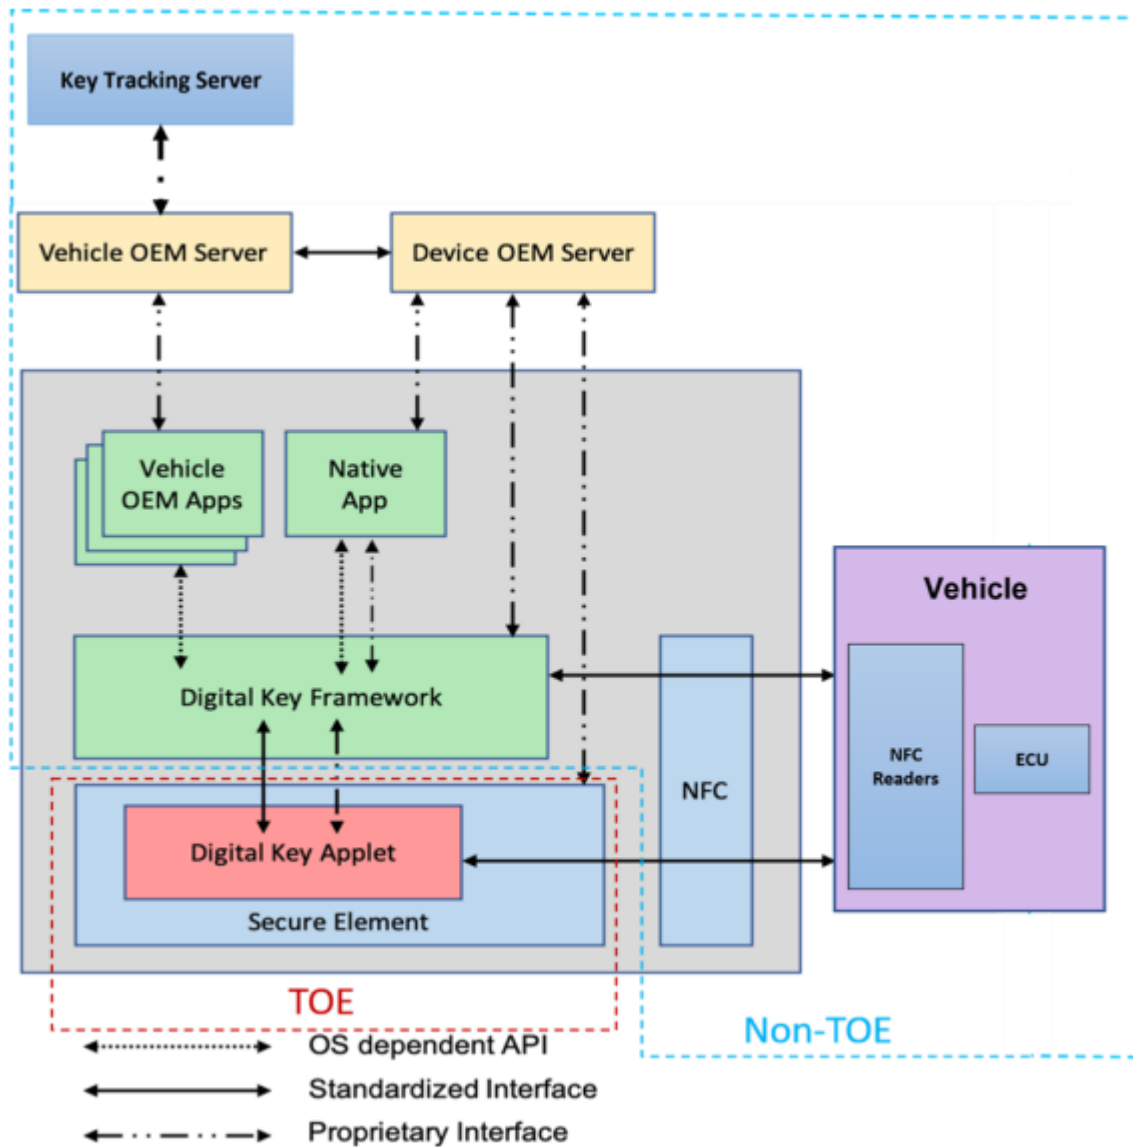 Key Tracking Server
Vehicle OEM Server
Device OEM Server
Vehicle
OEM Apps
Native
App
Vehicle
Digital Key Framework
NFC
NFC
Readers
ECU
Digital Key Applet
Secure Element
TOE
Non-TOE
OS dependent API
Standardized Interface
Proprietary Interface